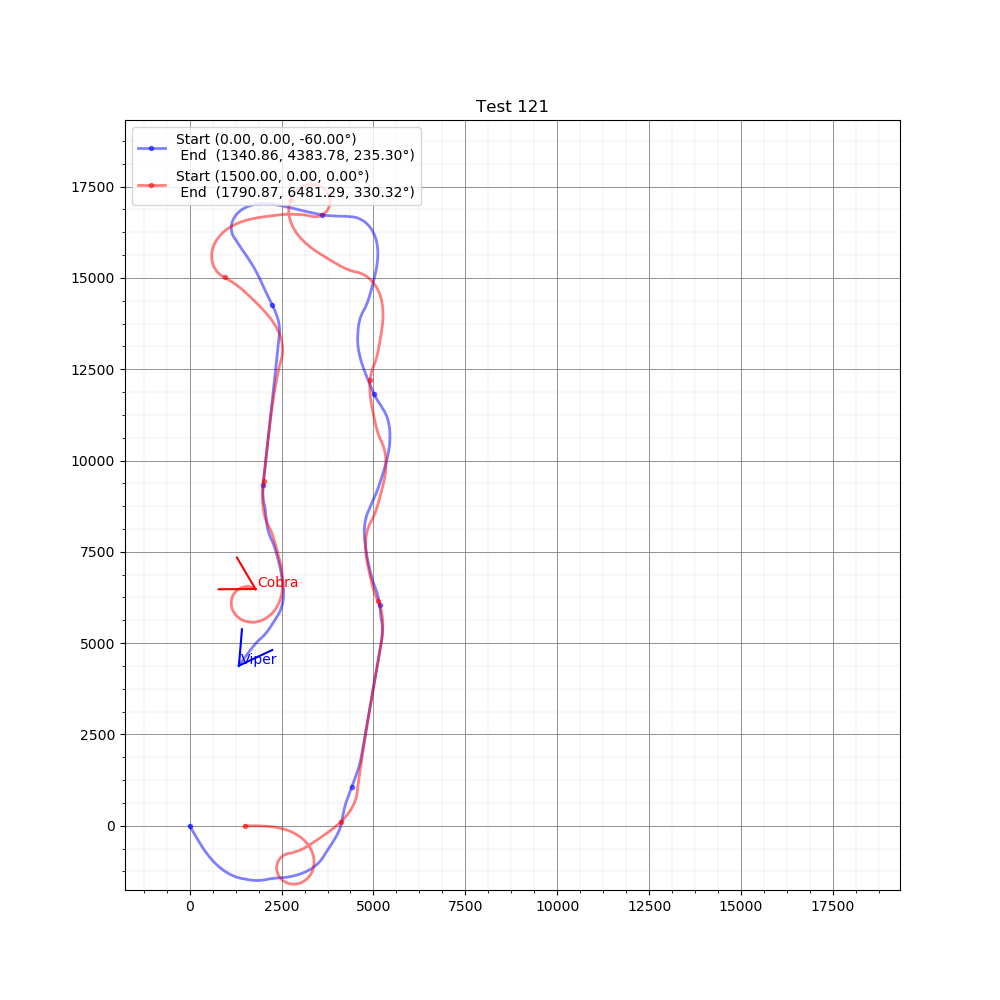 Test 121
Start (0.00, 0.00, -60.00°)
End (1340.86, 4383.78, 235.30°)
Start (1500.00, 0.00, 0.00°)
End (1790.87, 6481.29, 330.32°)
17500
15000
12500
10000
7500
Cobra
5000
Viper
2500
0
0 2500 5000 7500 10000 12500 15000 17500